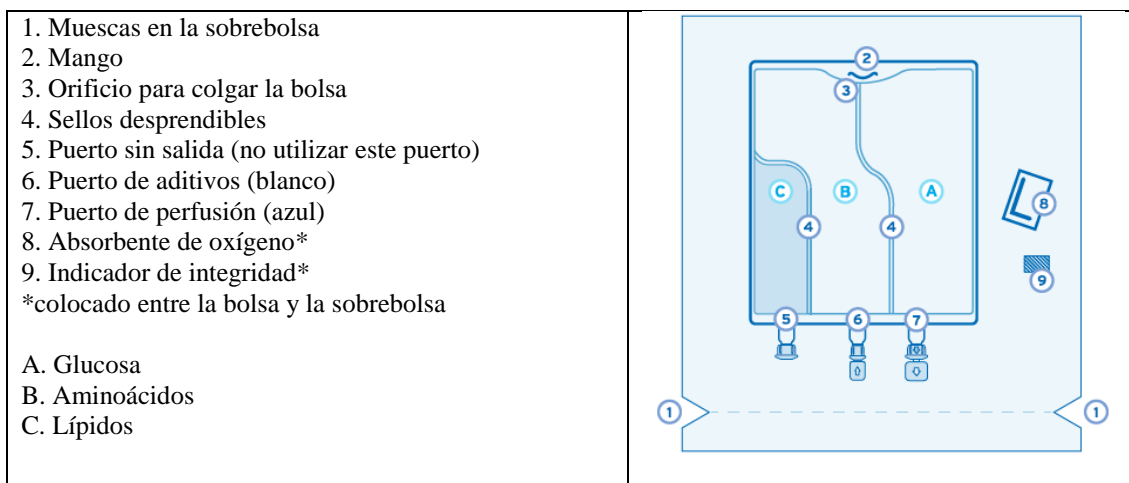 1. Muescas en la sobrebolsa
2. Mango
3. Orificio para colgar la bolsa
4. Sellos desprendibles
5. Puerto sin salida (no utilizar este puerto)
6. Puerto de aditivos (blanco)
7. Puerto de perfusión (azul)
8. Absorbente de oxígeno*
9. Indicador de integridad*
*colocado entre la bolsa y la sobrebolsa
A. Glucosa
B. Aminoácidos
C. Lípidos
2
3
C
B
A
8
4
4
9
5
6
7
1
1